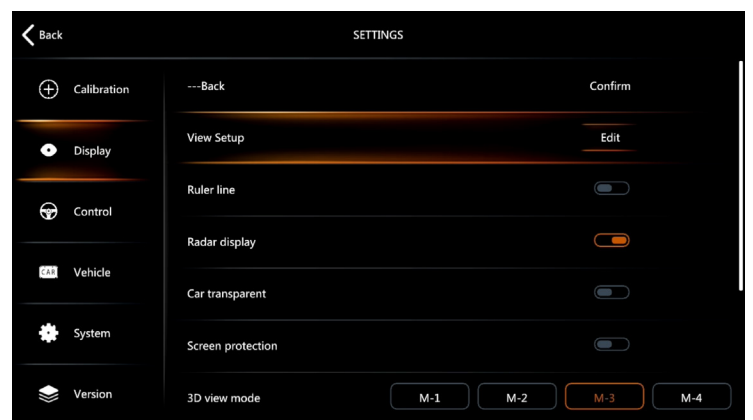 Back
SETTINGS
Calibration
Display
Control
CAR Vehicle
System
Version
---Back Confirm
View Setup Edit
Ruler line
Radar display
Car transparent
Screen protection
3D view mode M-1 M-2 M-3 M-4